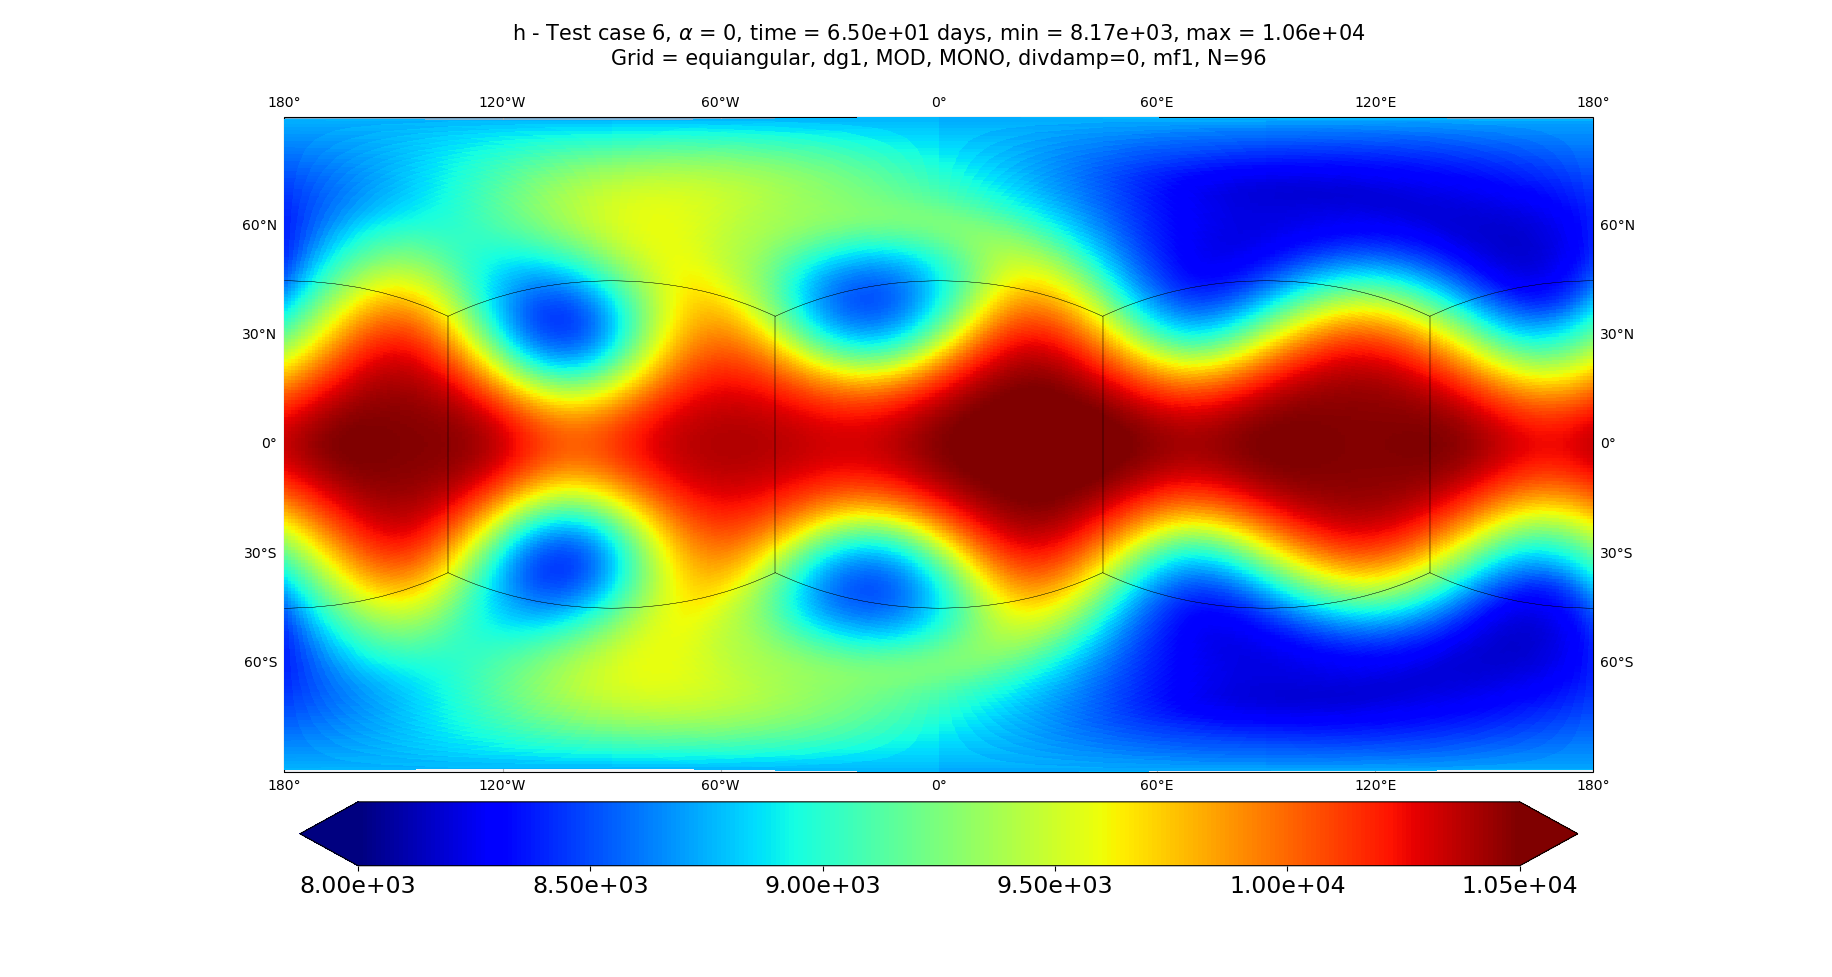 h - Test case 6, α = 0, time = 6.50e+01 days, min = 8.17e+03, max = 1.06e+04
Grid = equiangular, dg1, MOD, MONO, divdamp=0, mf1, N=96
180° 120°W 60°W 0° 60°E 120°E 180°
60°N 60°N
30°N 30°N
0° 0°
30°S 30°S
60°S 60°S
180° 120°W 60°W 0° 60°E 120°E 180°
8.00e+03 8.50e+03 9.00e+03 9.50e+03 1.00e+04 1.05e+04